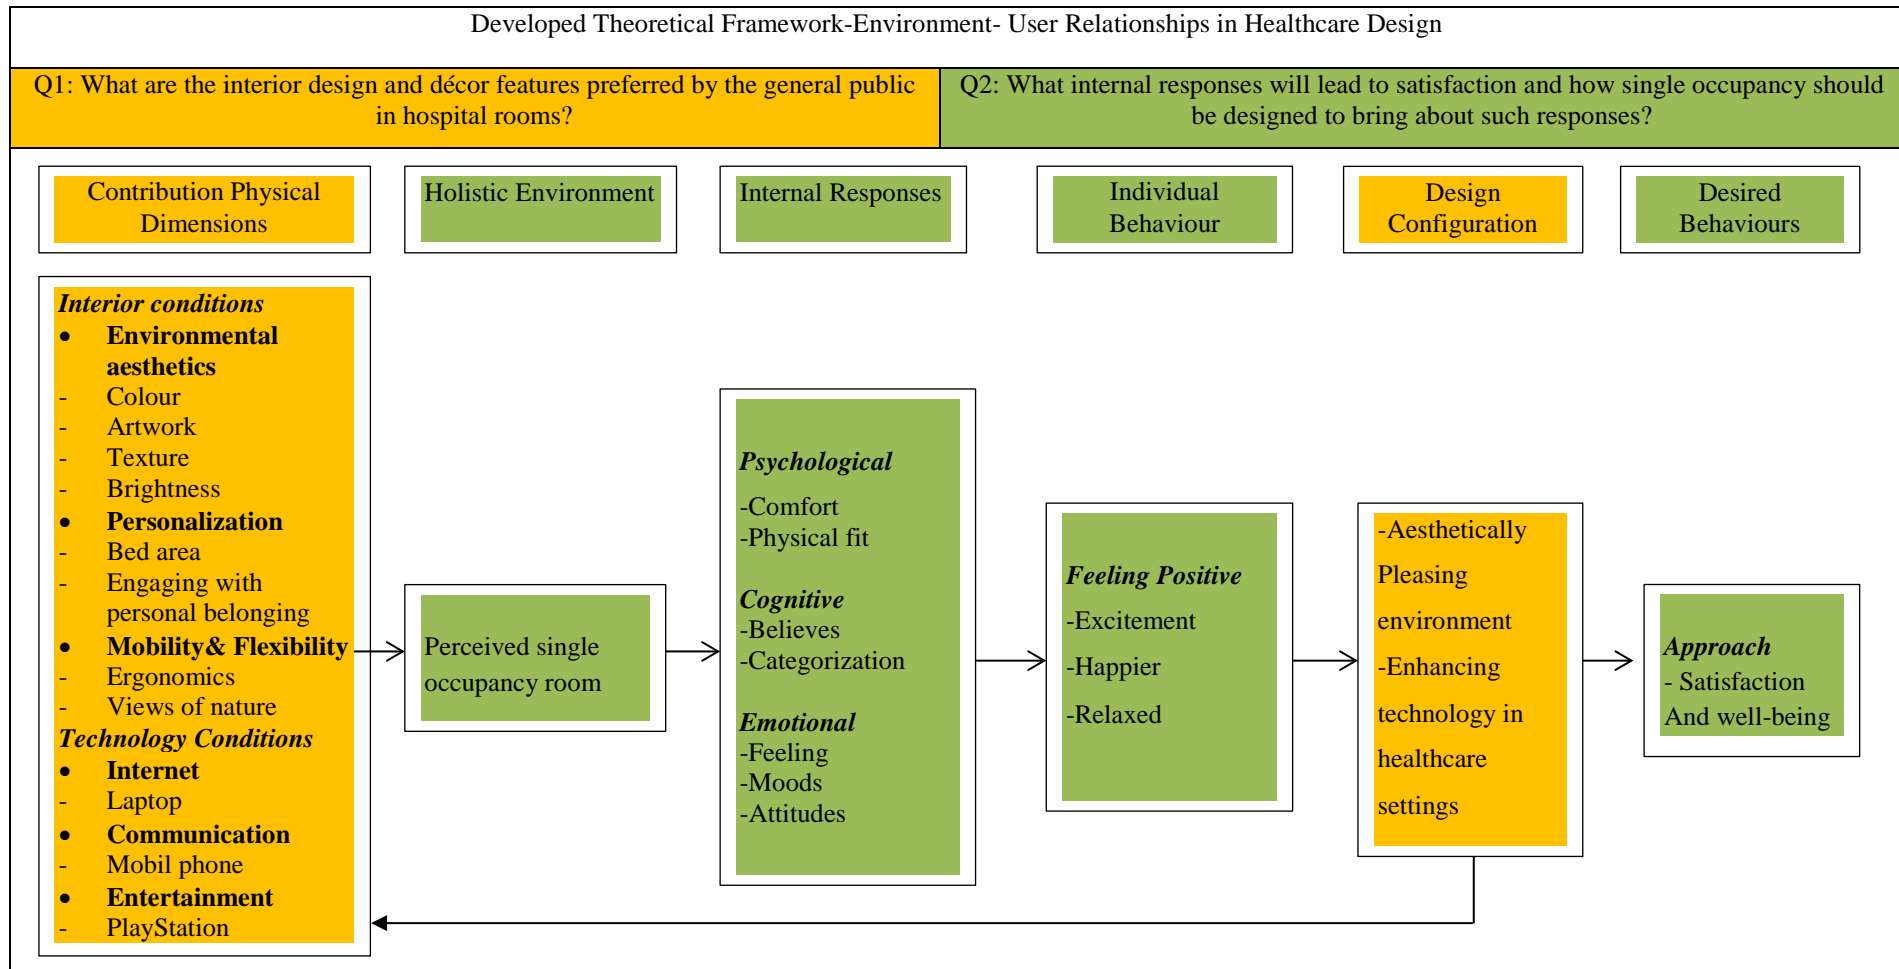 Developed Theoretical Framework-Environment- User Relationships in Healthcare Design
Q1: What are the interior design and décor features preferred by the general public
in hospital rooms?
Q2: What internal responses will lead to satisfaction and how single occupancy should
be designed to bring about such responses?
Contribution Physical
Dimensions
Holistic Environment
Internal Responses
Individual
Behaviour
Design
Configuration
Desired
Behaviours
Interior conditions
• Environmental
aesthetics
- Colour
- Artwork
- Texture
- Brightness
• Personalization
- Bed area
- Engaging with
personal belonging
• Mobility& Flexibility
- Ergonomics
- Views of nature
Technology Conditions
• Internet
- Laptop
• Communication
- Mobil phone
• Entertainment
- PlayStation
Perceived single
occupancy room
Psychological
-Comfort
-Physical fit
Cognitive
-Believes
-Categorization
Emotional
-Feeling
-Moods
-Attitudes
Feeling Positive
-Excitement
-Happier
-Relaxed
-Aesthetically
Pleasing
environment
-Enhancing
technology in
healthcare
settings
Approach
- Satisfaction
And well-being